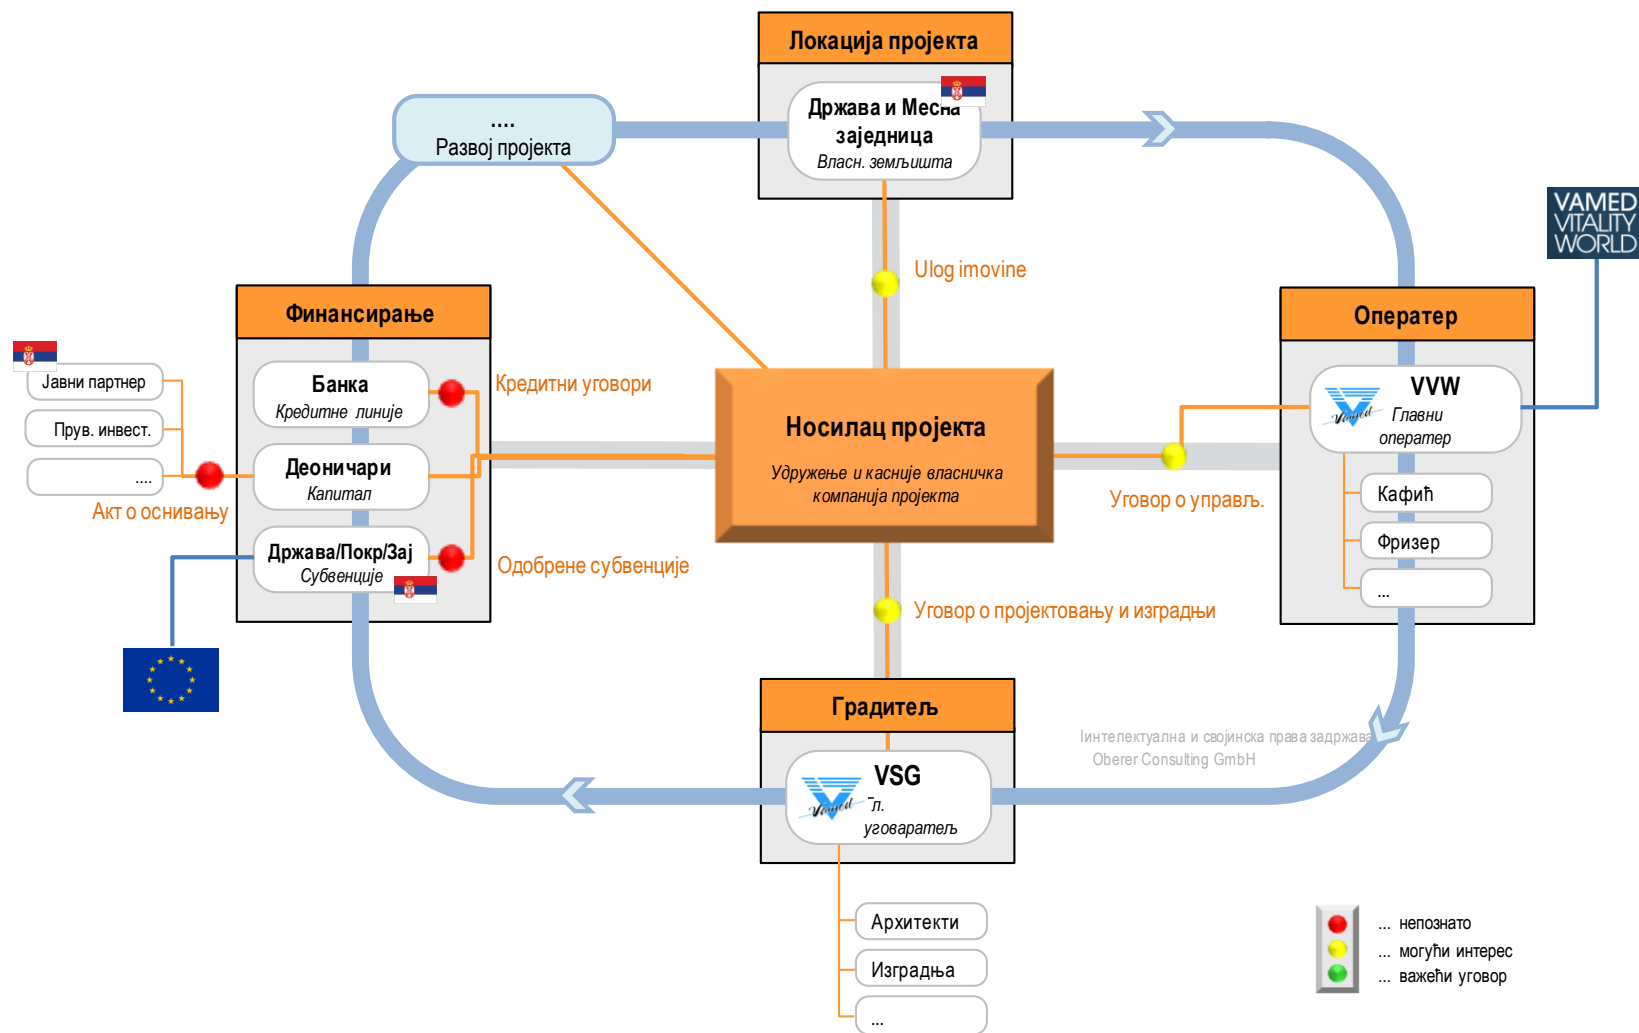 Локација пројекта
Држава и Месна
заједница
Власн. земљишта
....
Развој пројекта
VAMED
VITALITY
WORLD
Ulog imovine
Финансирање
Оператер
Јавни партнер
Прув. инвест.
....
Акт о оснивању
Банка
Кредитне линије
Деоничари
Капитал
Држава/Покр/Зај
Субвенције
Кредитни уговори
Одобрене субвенције
Носилац пројекта
Удружење и касније власничка
компанија пројекта
Уговор о управљ.
Vamed
VVW
Главни
оператер
Кафић
Фризер
...
Уговор о пројектовању и изградњи
Градитељ
Vamed
VSG
л.
уговаратељ
Іинтелектуална и својинска права задржава
Oberer Consulting GmbH
Архитекти
Изградња
...
... непознато
... могући интерес
... важећи уговор